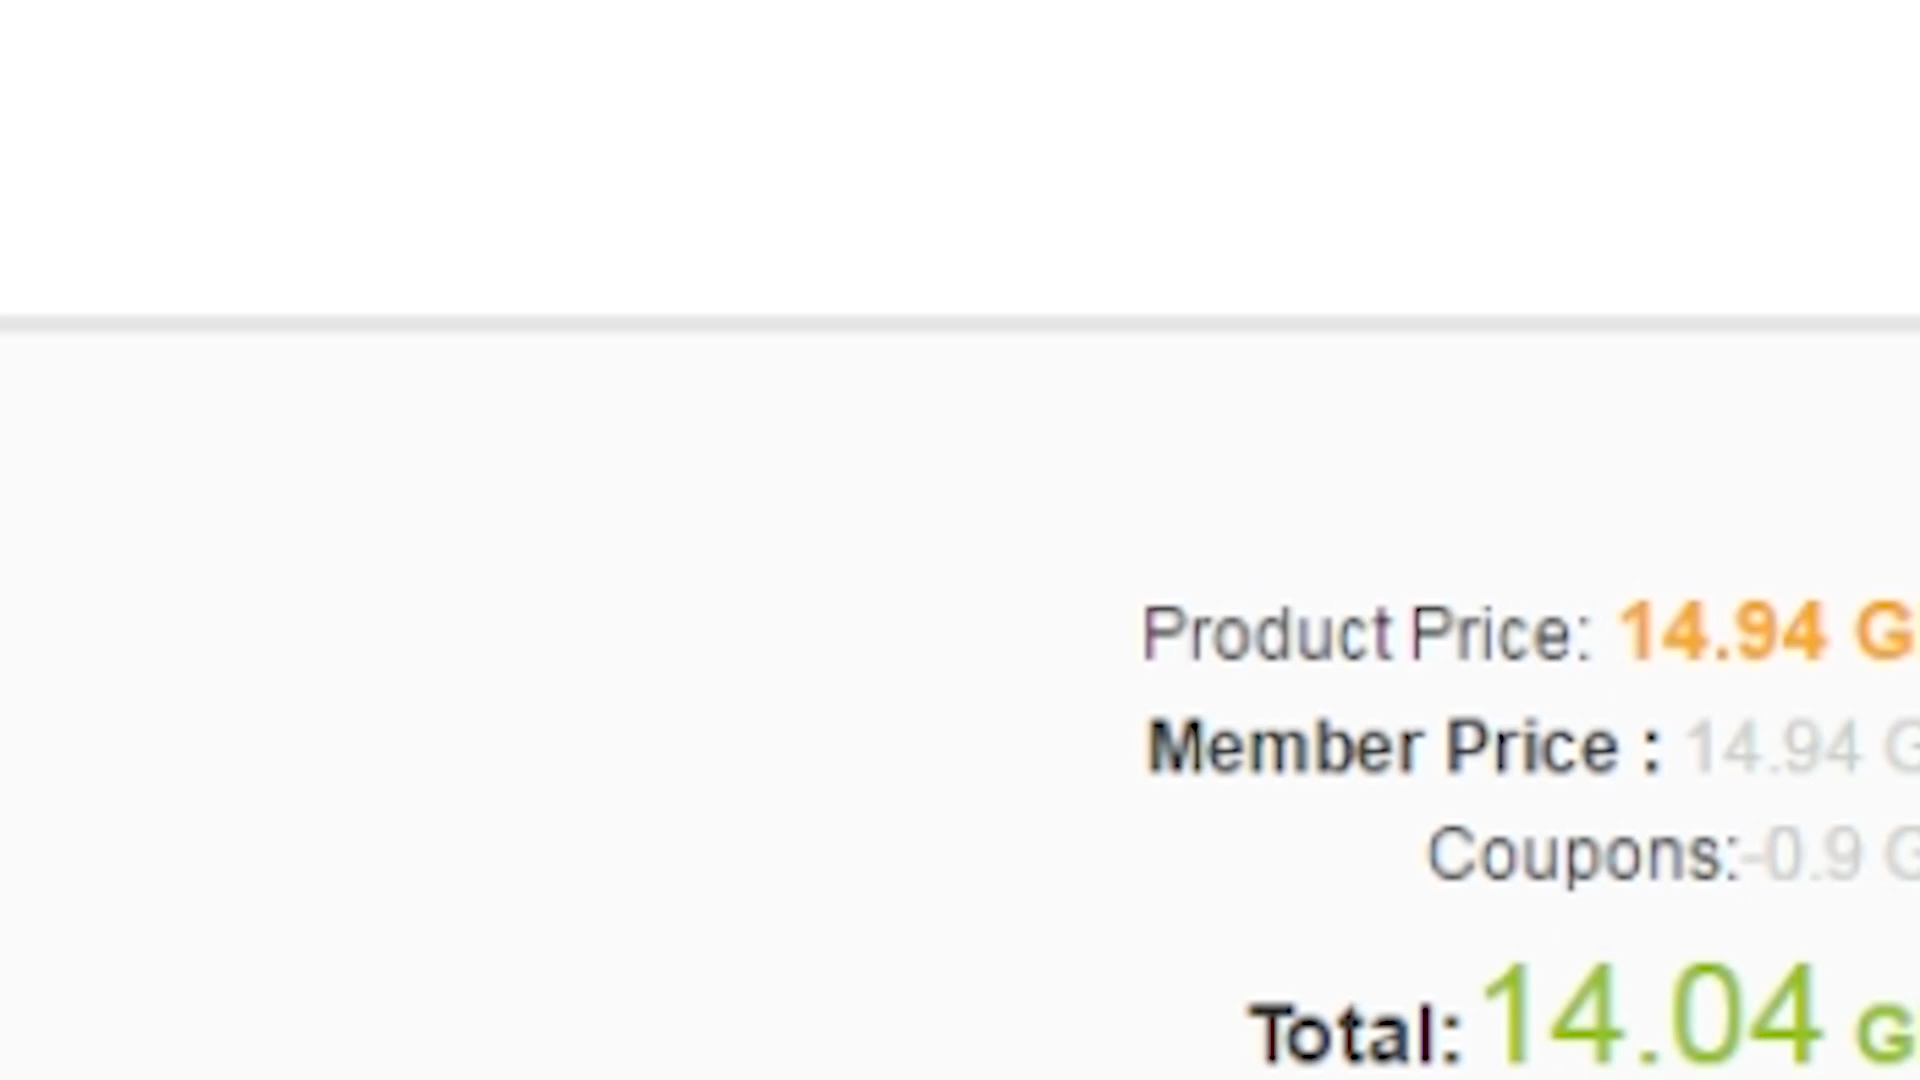 Product Price: 14.94 G
Member Price : 14.94 G
Coupons:-0.9 G
Total: 14.04 G